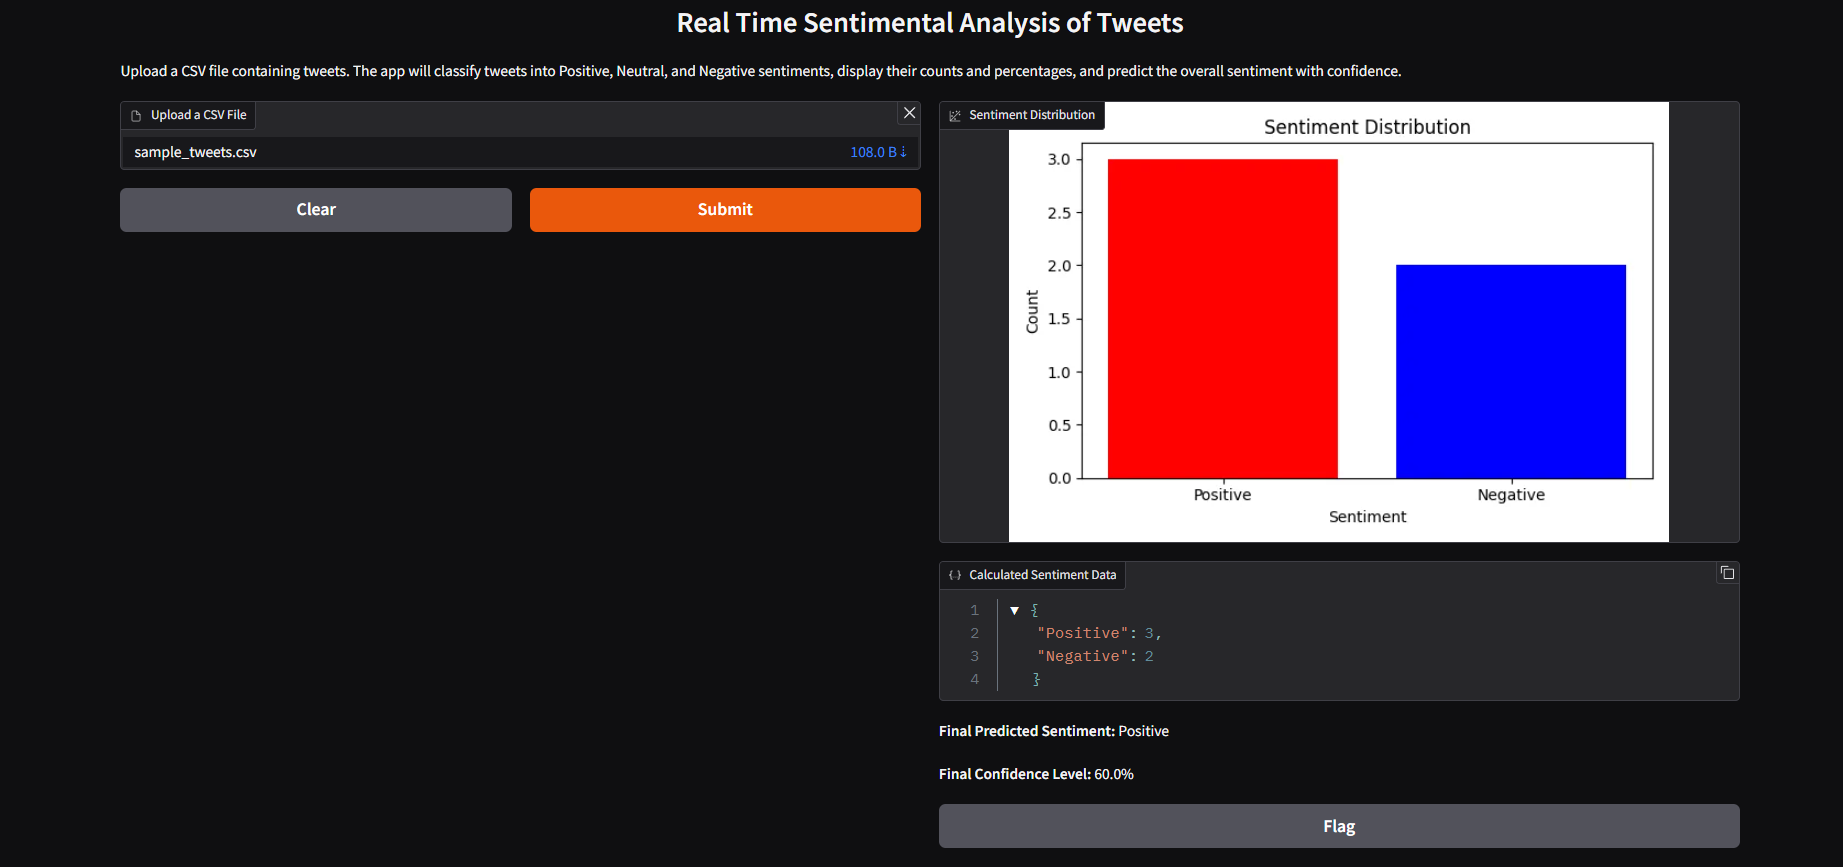 Real Time Sentimental Analysis of Tweets
Upload a CSV file containing tweets. The app will classify tweets into Positive, Neutral, and Negative sentiments, display their counts and percentages, and predict the overall sentiment with confidence.
Upload a CSV File
sample_tweets.csv 108.0 B ↓
Clear
Submit
Sentiment Distribution
Sentiment Distribution
3.0
2.5
2.0
1.5
1.0
0.5
0.0
Count
Positive
Negative
Sentiment
Calculated Sentiment Data
1 ▼ {
2 "Positive": 3,
3 "Negative": 2
4 }
Final Predicted Sentiment: Positive
Final Confidence Level: 60.0%
Flag